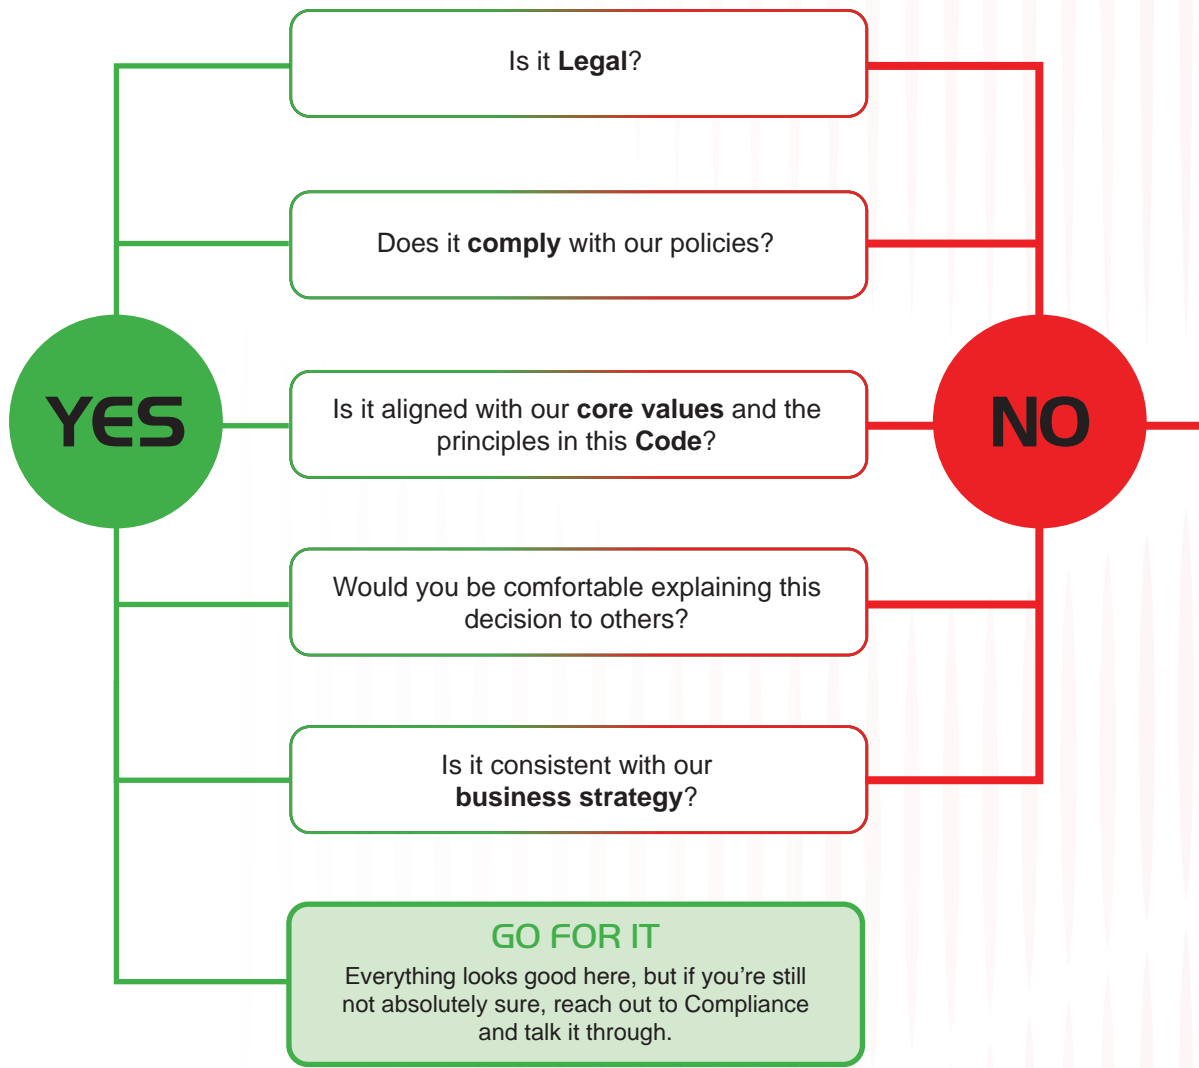 Is it Legal?
Does it comply with our policies?
YES
Is it aligned with our core values and the
principles in this Code?
NO
Would you be comfortable explaining this
decision to others?
Is it consistent with our
business strategy?
GO FOR IT
Everything looks good here, but if you’re still
not absolutely sure, reach out to Compliance
and talk it through.